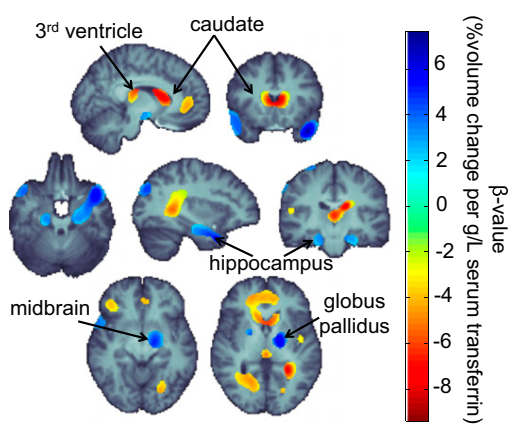 3rd ventricle
caudate
hippocampus
midbrain
globus
pallidus
6
4
2
0
-2
-4
-6
-8
β-value
(%volume change per g/L serum transferrin)